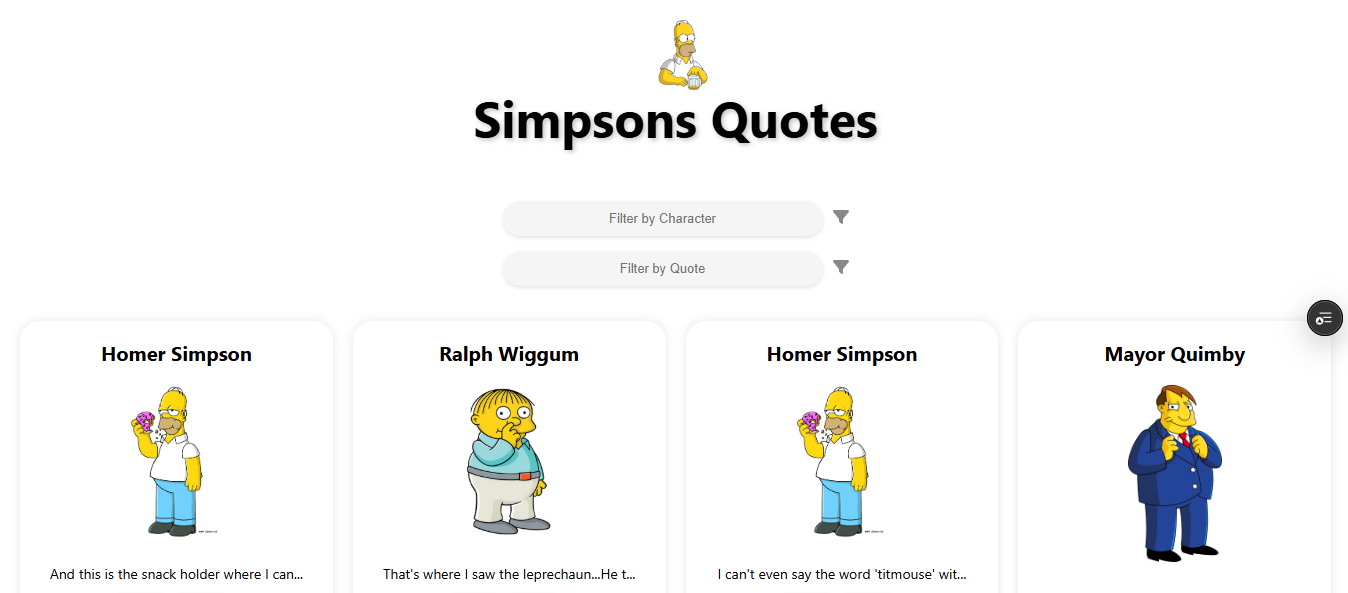 Simpsons Quotes
Filter by Character
Filter by Quote
Homer Simpson
Ralph Wiggum
Homer Simpson
Mayor Quimby
And this is the snack holder where I can...
That's where I saw the leprechaun...He t...
I can't even say the word 'titmouse' wit...